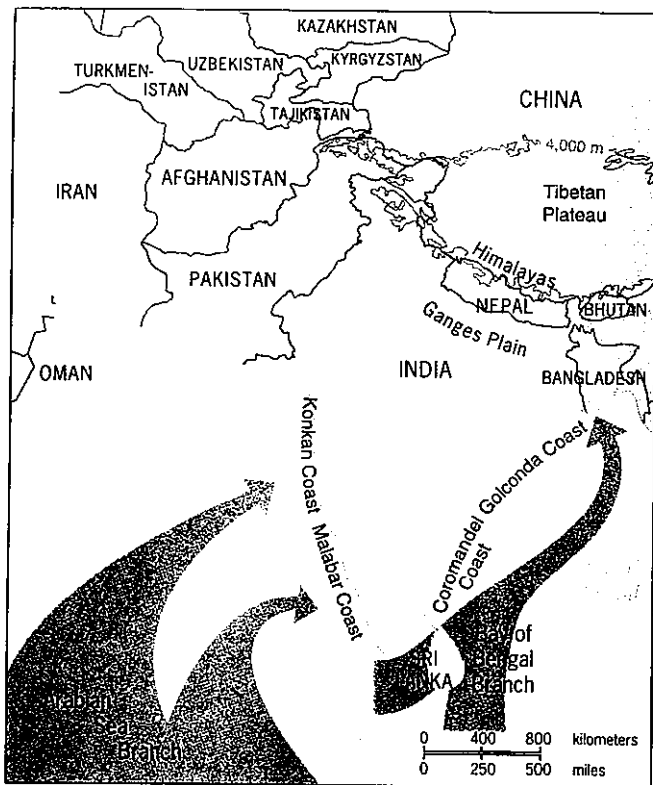 KAZAKHSTAN
UZBEKISTAN
KYRGYZSTAN
TURKMEN-
ISTAN
TAJIKISTAN
CHINA
4,000 m
AFGHANISTAN
IRAN
Tibetan
Plateau
PAKISTAN
Himalayas
NEPAL
BHUTAN
Ganges Plain
OMAN
INDIA
BANGLADESH
Konkan Coast
Malabar Coast
Golconda Coast
Coromandel
Coast
SRI
LANKA
Bay of
Bengal
Branch
Arabian
Sea
Branch
0 400 800 kilometers
0 250 500 miles